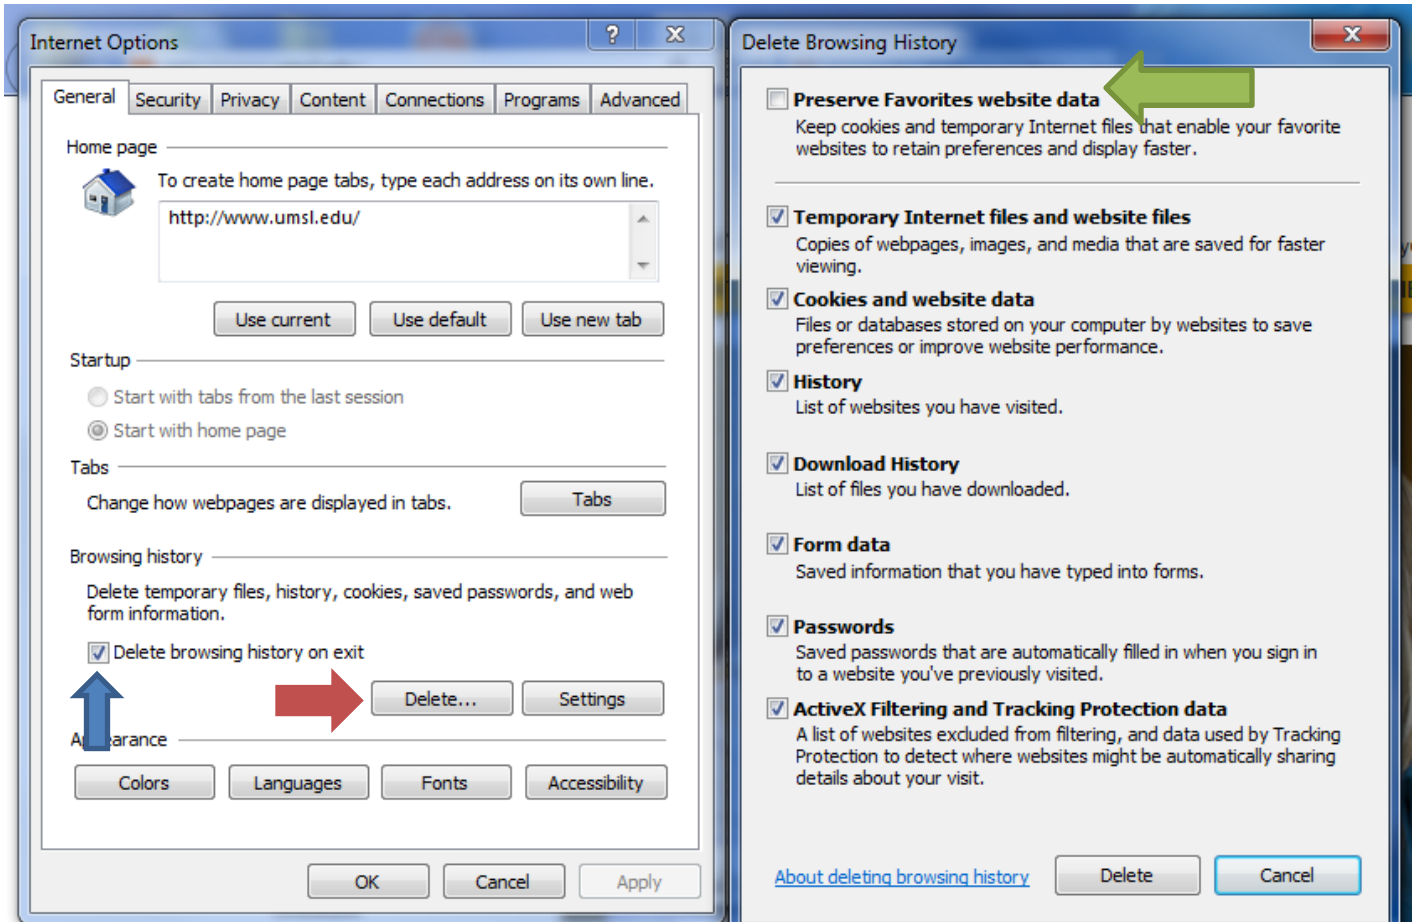 Internet Options
General Security Privacy Content Connections Programs Advanced
Home page
To create home page tabs, type each address on its own line.
http://www.umsl.edu/
Use current Use default Use new tab
Startup
Start with tabs from the last session
Start with home page
Tabs
Change how webpages are displayed in tabs.
Tabs
Browsing history
Delete temporary files, history, cookies, saved passwords, and web
form information.
Delete browsing history on exit
Delete... Settings
Colors Languages Fonts Accessibility
OK Cancel Apply
Delete Browsing History
Preserve Favorites website data
Keep cookies and temporary Internet files that enable your favorite
websites to retain preferences and display faster.
Temporary Internet files and website files
Copies of webpages, images, and media that are saved for faster
viewing.
Cookies and website data
Files or databases stored on your computer by websites to save
preferences or improve website performance.
History
List of websites you have visited.
Download History
List of files you have downloaded.
Form data
Saved information that you have typed into forms.
Passwords
Saved passwords that are automatically filled in when you sign in
to a website you've previously visited.
ActiveX Filtering and Tracking Protection data
A list of websites excluded from filtering, and data used by Tracking
Protection to detect where websites might be automatically sharing
details about your visit.
About deleting browsing history Delete Cancel